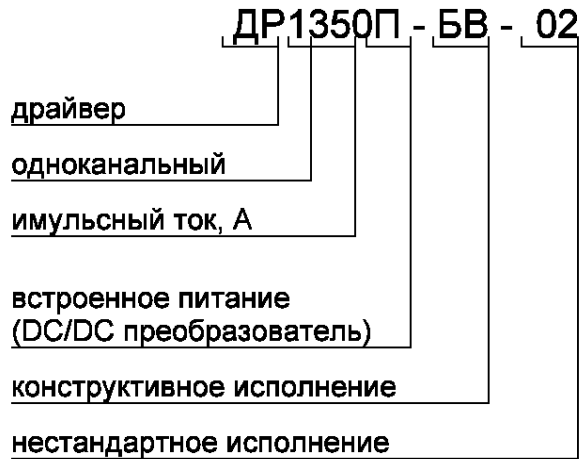 ДР1350П - БВ - 02
драйвер
одноканальный
имульсный ток, А
встроенное питание
(DC/DC преобразователь)
конструктивное исполнение
нестандартное исполнение